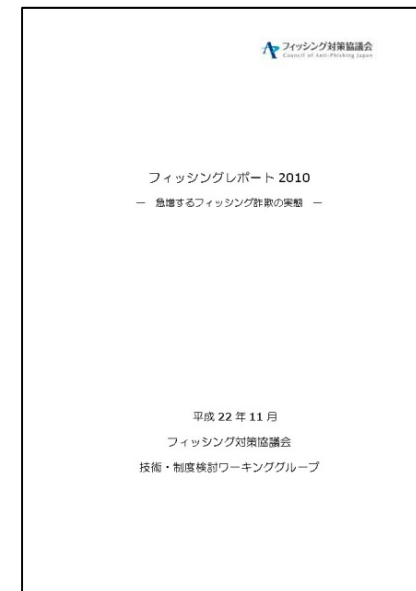 フィッシング対策協議会
Council of Anti-Phishing Japan
フィッシングレポート 2010
― 急増するフィッシング詐欺の実態 ―
平成 22 年 11 月
フィッシング対策協議会
技術・制度検討ワーキンググループ